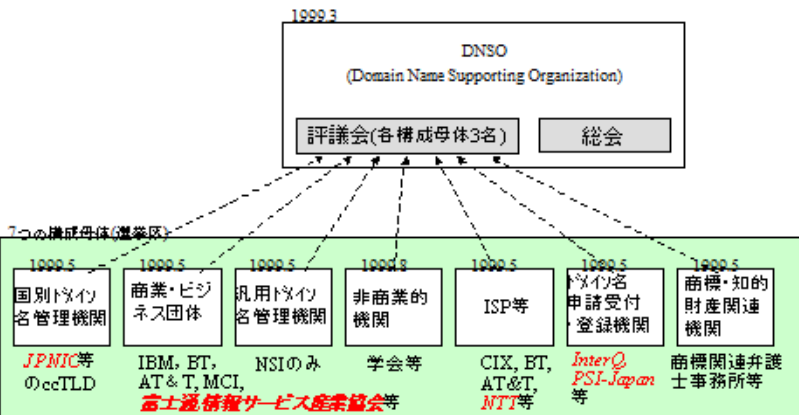 1999.3
DNSO
(Domain Name Supporting Organization)
評議会(各構成母体3名)
総会
7つの構成母体(選挙区)
1999.5
国別ドメイン
名管理機関
JPNIC等
のccTLD
1999.5
商業・ビジ
ネス団体
IBM, BT,
AT&T, MCI,
富士通,情報サービス産業協会等
1999.5
汎用ドメイン
名管理機関
NSIのみ
1999.8
非商業的
機関
学会等
1999.5
ISP等
CIX, BT,
AT&T,
NTT等
1999.5
ドメイン名
申請受付
・登録機関
InterQ,
PSI-Japan
等
1999.5
商標・知的
財産関連
機関
商標関連弁護
士事務所等